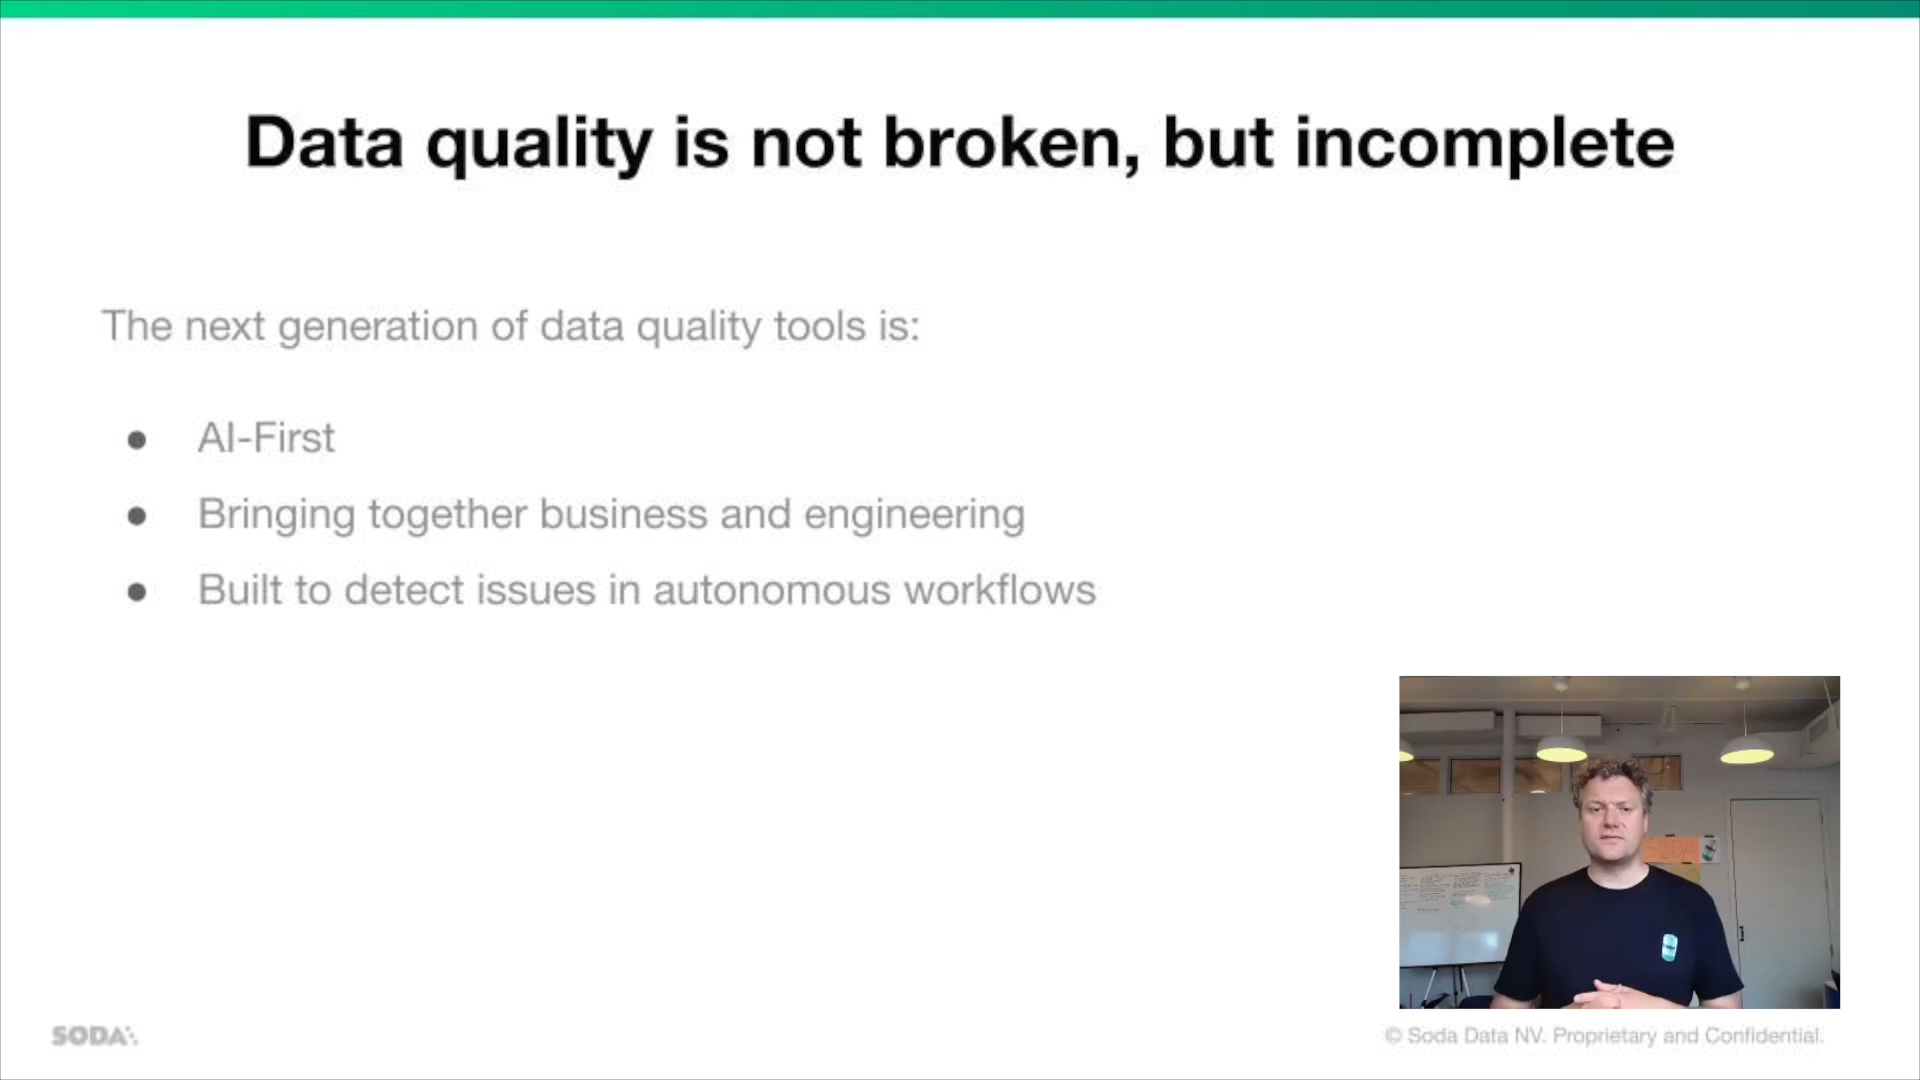 Data quality is not broken, but incomplete
The next generation of data quality tools is:
● AI-First
● Bringing together business and engineering
● Built to detect issues in autonomous workflows
SODA
© Soda Data NV. Proprietary and Confidential.